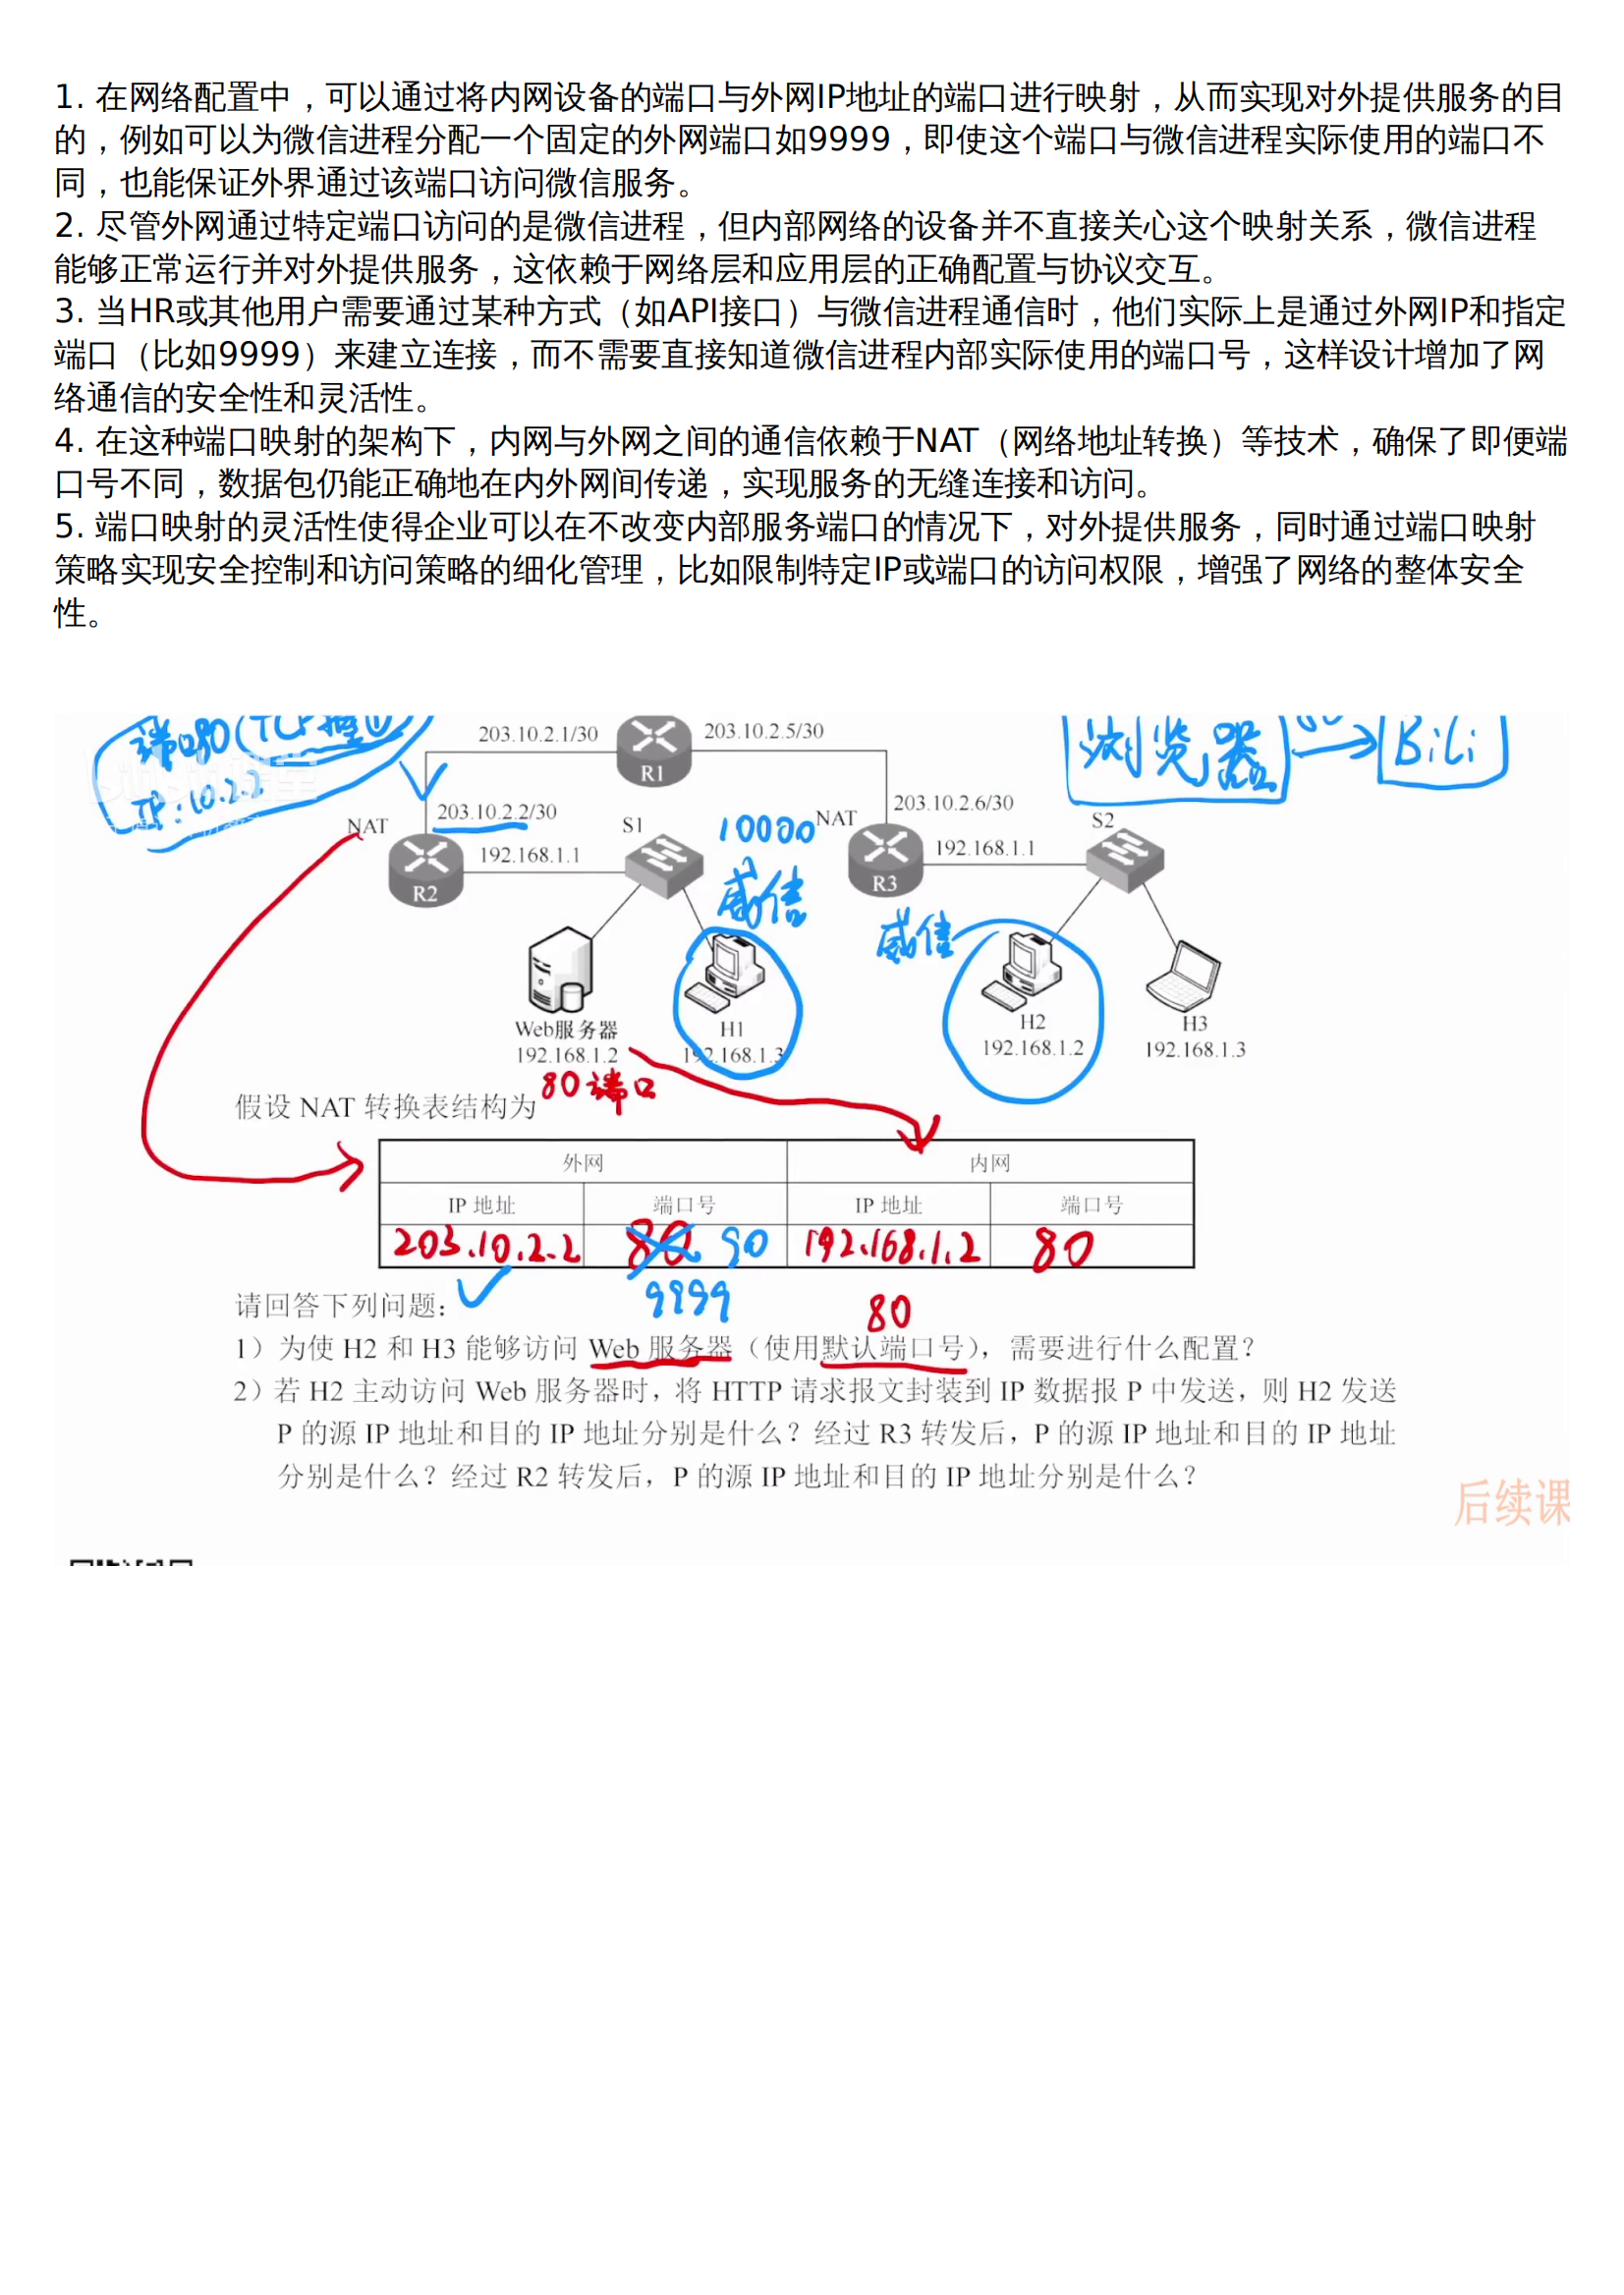 1. 在网络配置中，可以通过将内网设备的端口与外网IP地址的端口进行映射，从而实现对外提供服务的目
的，例如可以为微信进程分配一个固定的外网端口如9999，即使这个端口与微信进程实际使用的端口不
同，也能保证外界通过该端口访问微信服务。
2. 尽管外网通过特定端口访问的是微信进程，但内部网络的设备并不直接关心这个映射关系，微信进程
能够正常运行并对外提供服务，这依赖于网络层和应用层的正确配置与协议交互。
3. 当HR或其他用户需要通过某种方式（如API接口）与微信进程通信时，他们实际上是通过外网IP和指定
端口（比如9999）来建立连接，而不需要直接知道微信进程内部实际使用的端口号，这样设计增加了网
络通信的安全性和灵活性。
4. 在这种端口映射的架构下，内网与外网之间的通信依赖于NAT（网络地址转换）等技术，确保了即便端
口号不同，数据包仍能正确地在内外网间传递，实现服务的无缝连接和访问。
5. 端口映射的灵活性使得企业可以在不改变内部服务端口的情况下，对外提供服务，同时通过端口映射
策略实现安全控制和访问策略的细化管理，比如限制特定IP或端口的访问权限，增强了网络的整体安全
性。
端口80(TCP
203.10.2.1/30 R1 203.10.2.5/30
浏览器 Bili
NAT 203.10.2.2/30 S1 10000 NAT 203.10.2.6/30 S2
R2 192.168.1.1 威信 R3 192.168.1.1
威信
Web服务器 H1 H2 H3
192.168.1.2 192.168.1.3 192.168.1.2 192.168.1.3
80端口
假设 NAT 转换表结构为
外网 内网
IP 地址 端口号 IP 地址 端口号
203.10.2.2 80 90 192.168.1.2 80
9999 80
请回答下列问题：
1）为使 H2 和 H3 能够访问 Web 服务器（使用默认端口号），需要进行什么配置？
2）若 H2 主动访问 Web 服务器时，将 HTTP 请求报文封装到 IP 数据报 P 中发送，则 H2 发送
P 的源 IP 地址和目的 IP 地址分别是什么？经过 R3 转发后，P 的源 IP 地址和目的 IP 地址
分别是什么？经过 R2 转发后，P 的源 IP 地址和目的 IP 地址分别是什么？
后续课